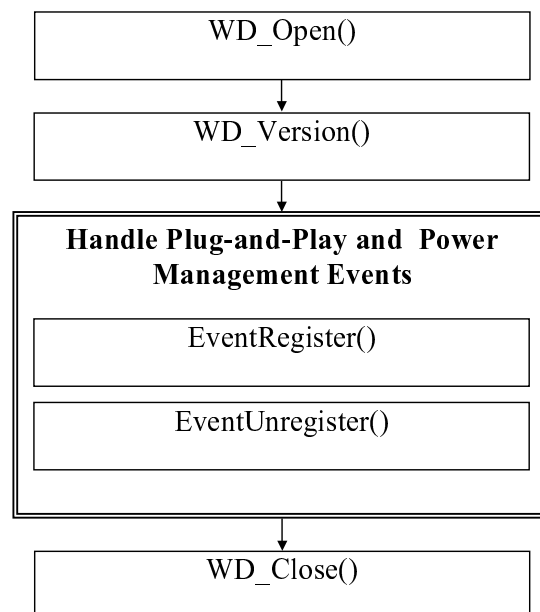 WD_Open()
WD_Version()
Handle Plug-and-Play and Power
Management Events
EventRegister()
EventUnregister()
WD_Close()